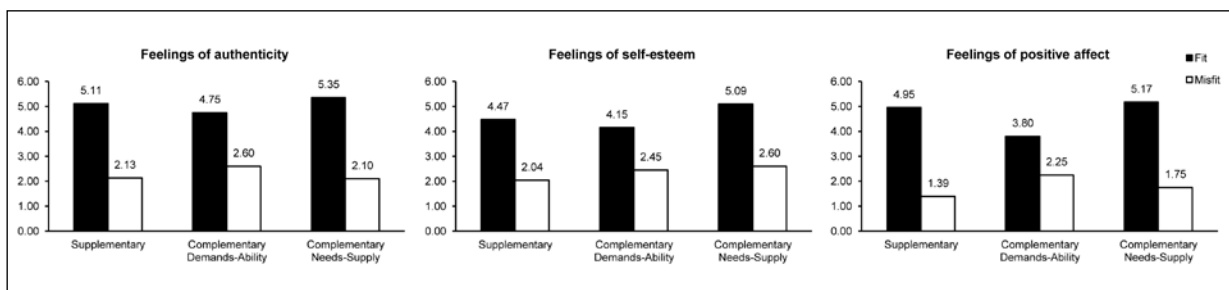 Feelings of authenticity
6.00
5.00
4.00
3.00
2.00
1.00
0.00
5.11
2.13
4.75
2.60
5.35
2.10
Supplementary
Complementary
Demands-Ability
Complementary
Needs-Supply
Feelings of self-esteem
6.00
5.00
4.00
3.00
2.00
1.00
0.00
4.47
2.04
4.15
2.45
5.09
2.60
Supplementary
Complementary
Demands-Ability
Complementary
Needs-Supply
Feelings of positive affect
Fit
Misfit
6.00
5.00
4.00
3.00
2.00
1.00
0.00
4.95
1.39
3.80
2.25
5.17
1.75
Supplementary
Complementary
Demands-Ability
Complementary
Needs-Supply